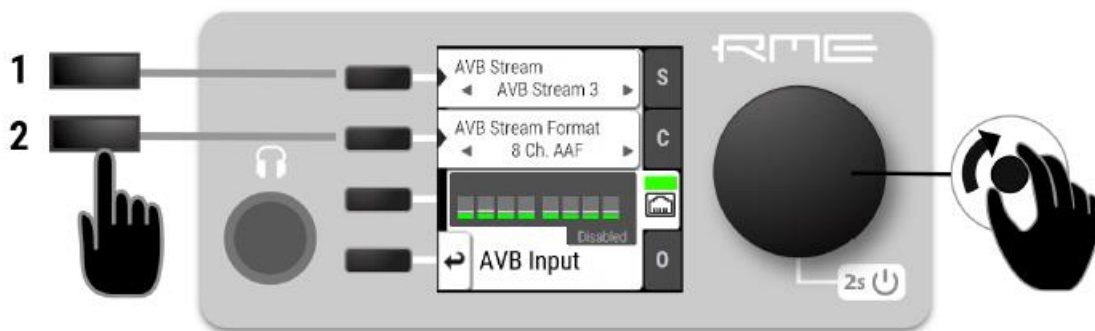 RME
1
AVB Stream
◄ AVB Stream 3 ►
S
2
AVB Stream Format
◄ 8 Ch. AAF ►
C
Disabled
AVB Input
O
2s